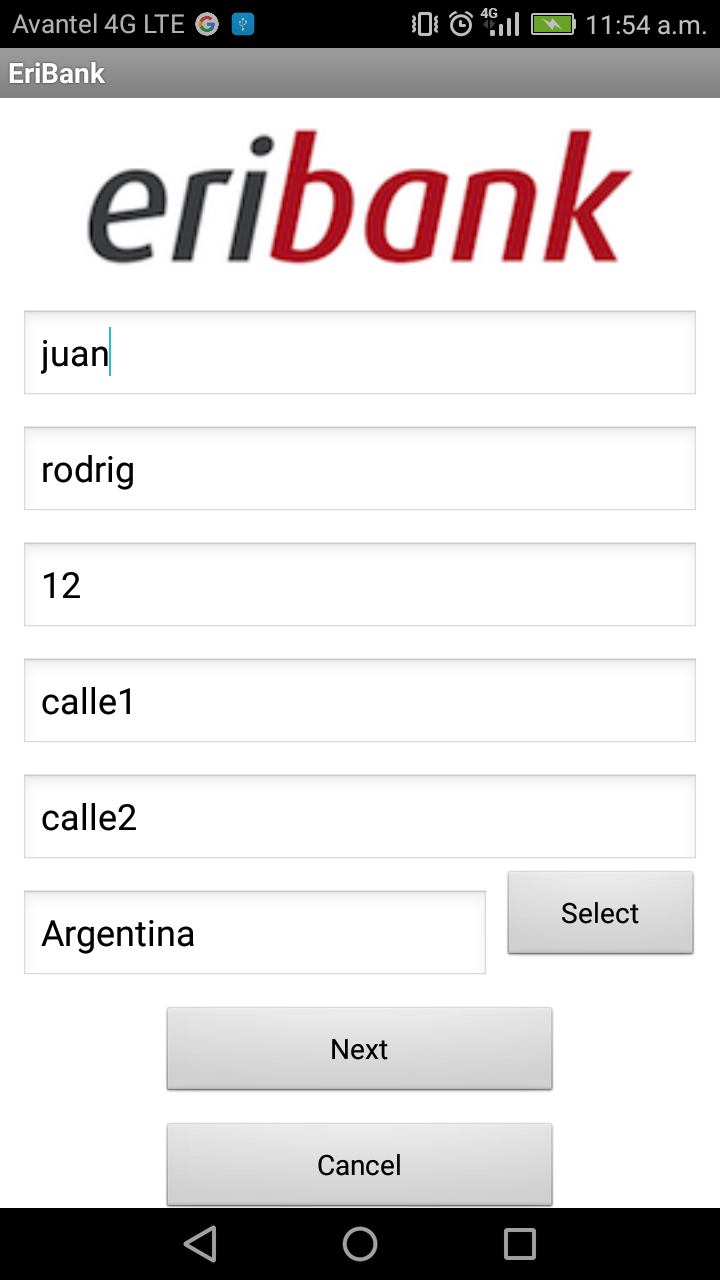 Avantel 4G LTE 4G 11:54 a.m.
EriBank
eribank
juan
rodrig
12
calle1
calle2
Argentina Select
Next
Cancel